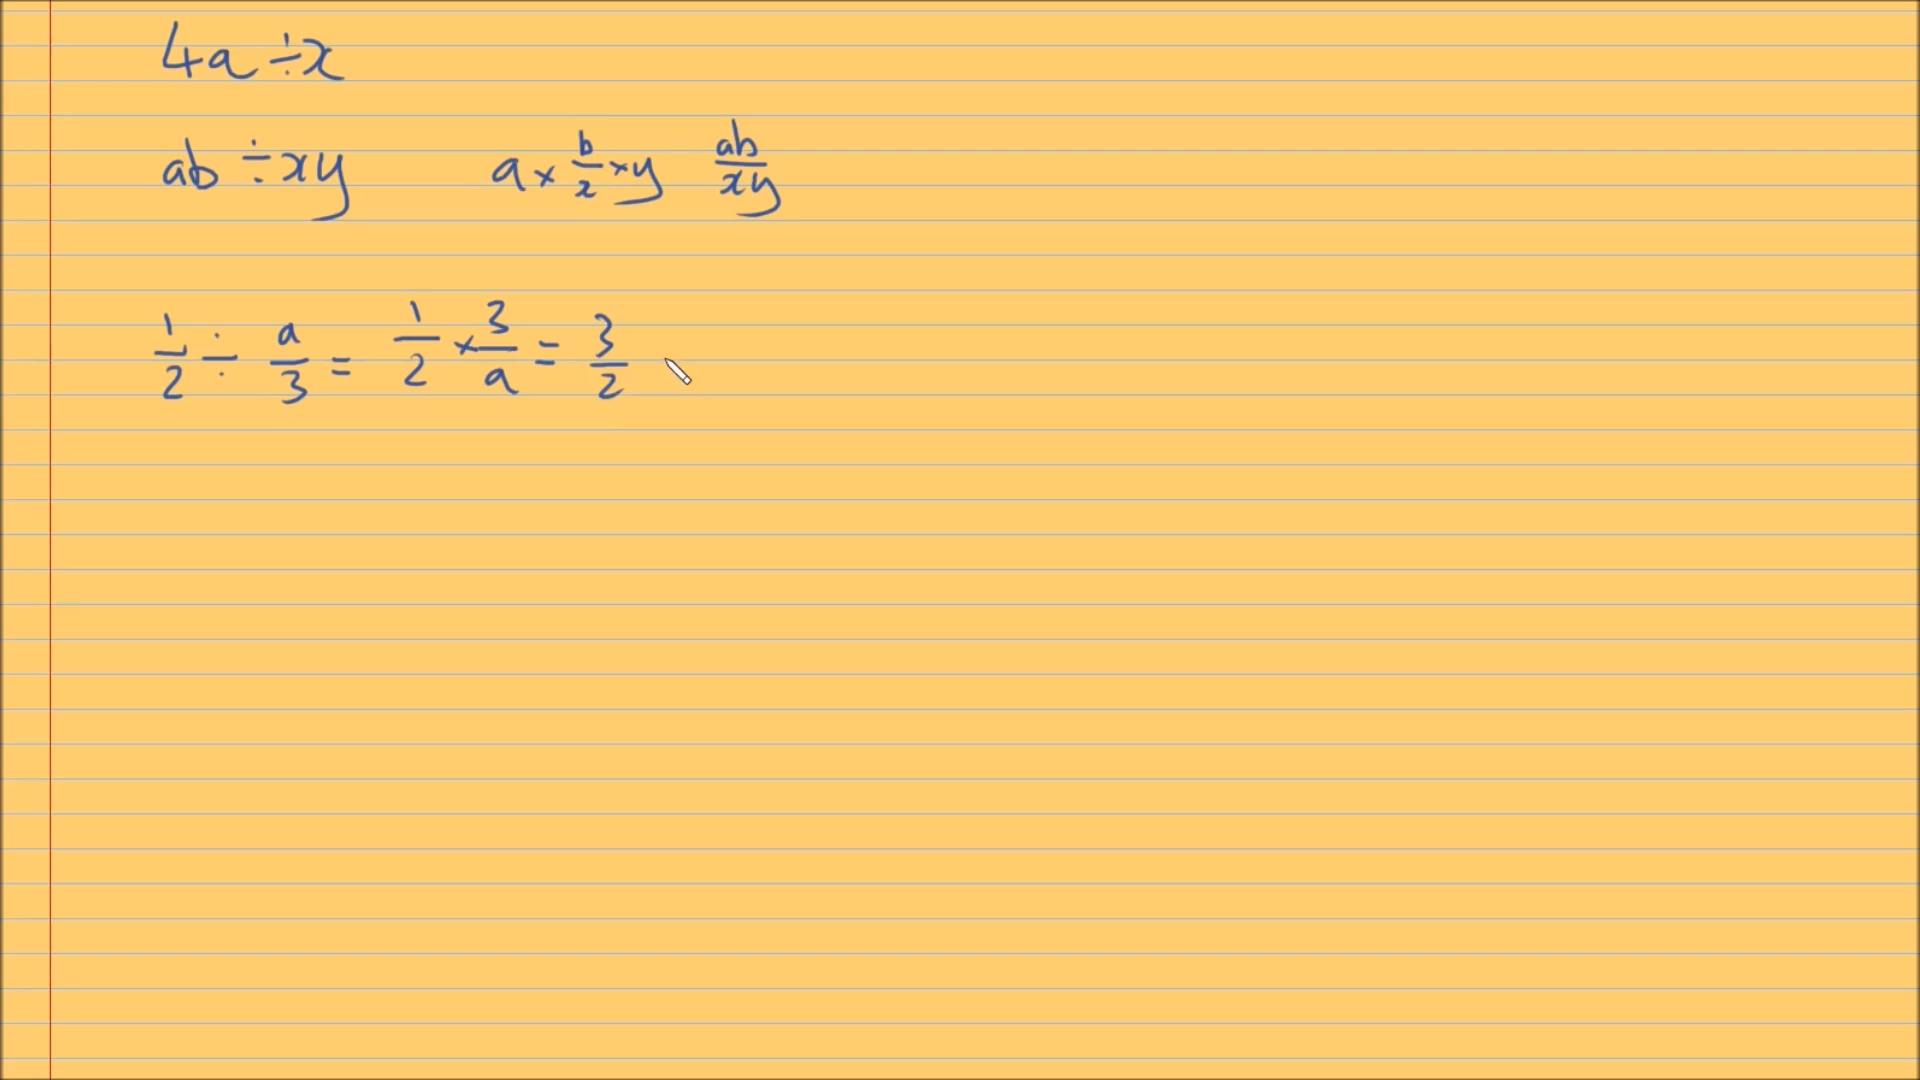 4a ÷ x
ab ÷ xy    a × b/x × y    ab/xy
1/2 ÷ a/3 = 1/2 × 3/a = 3/2